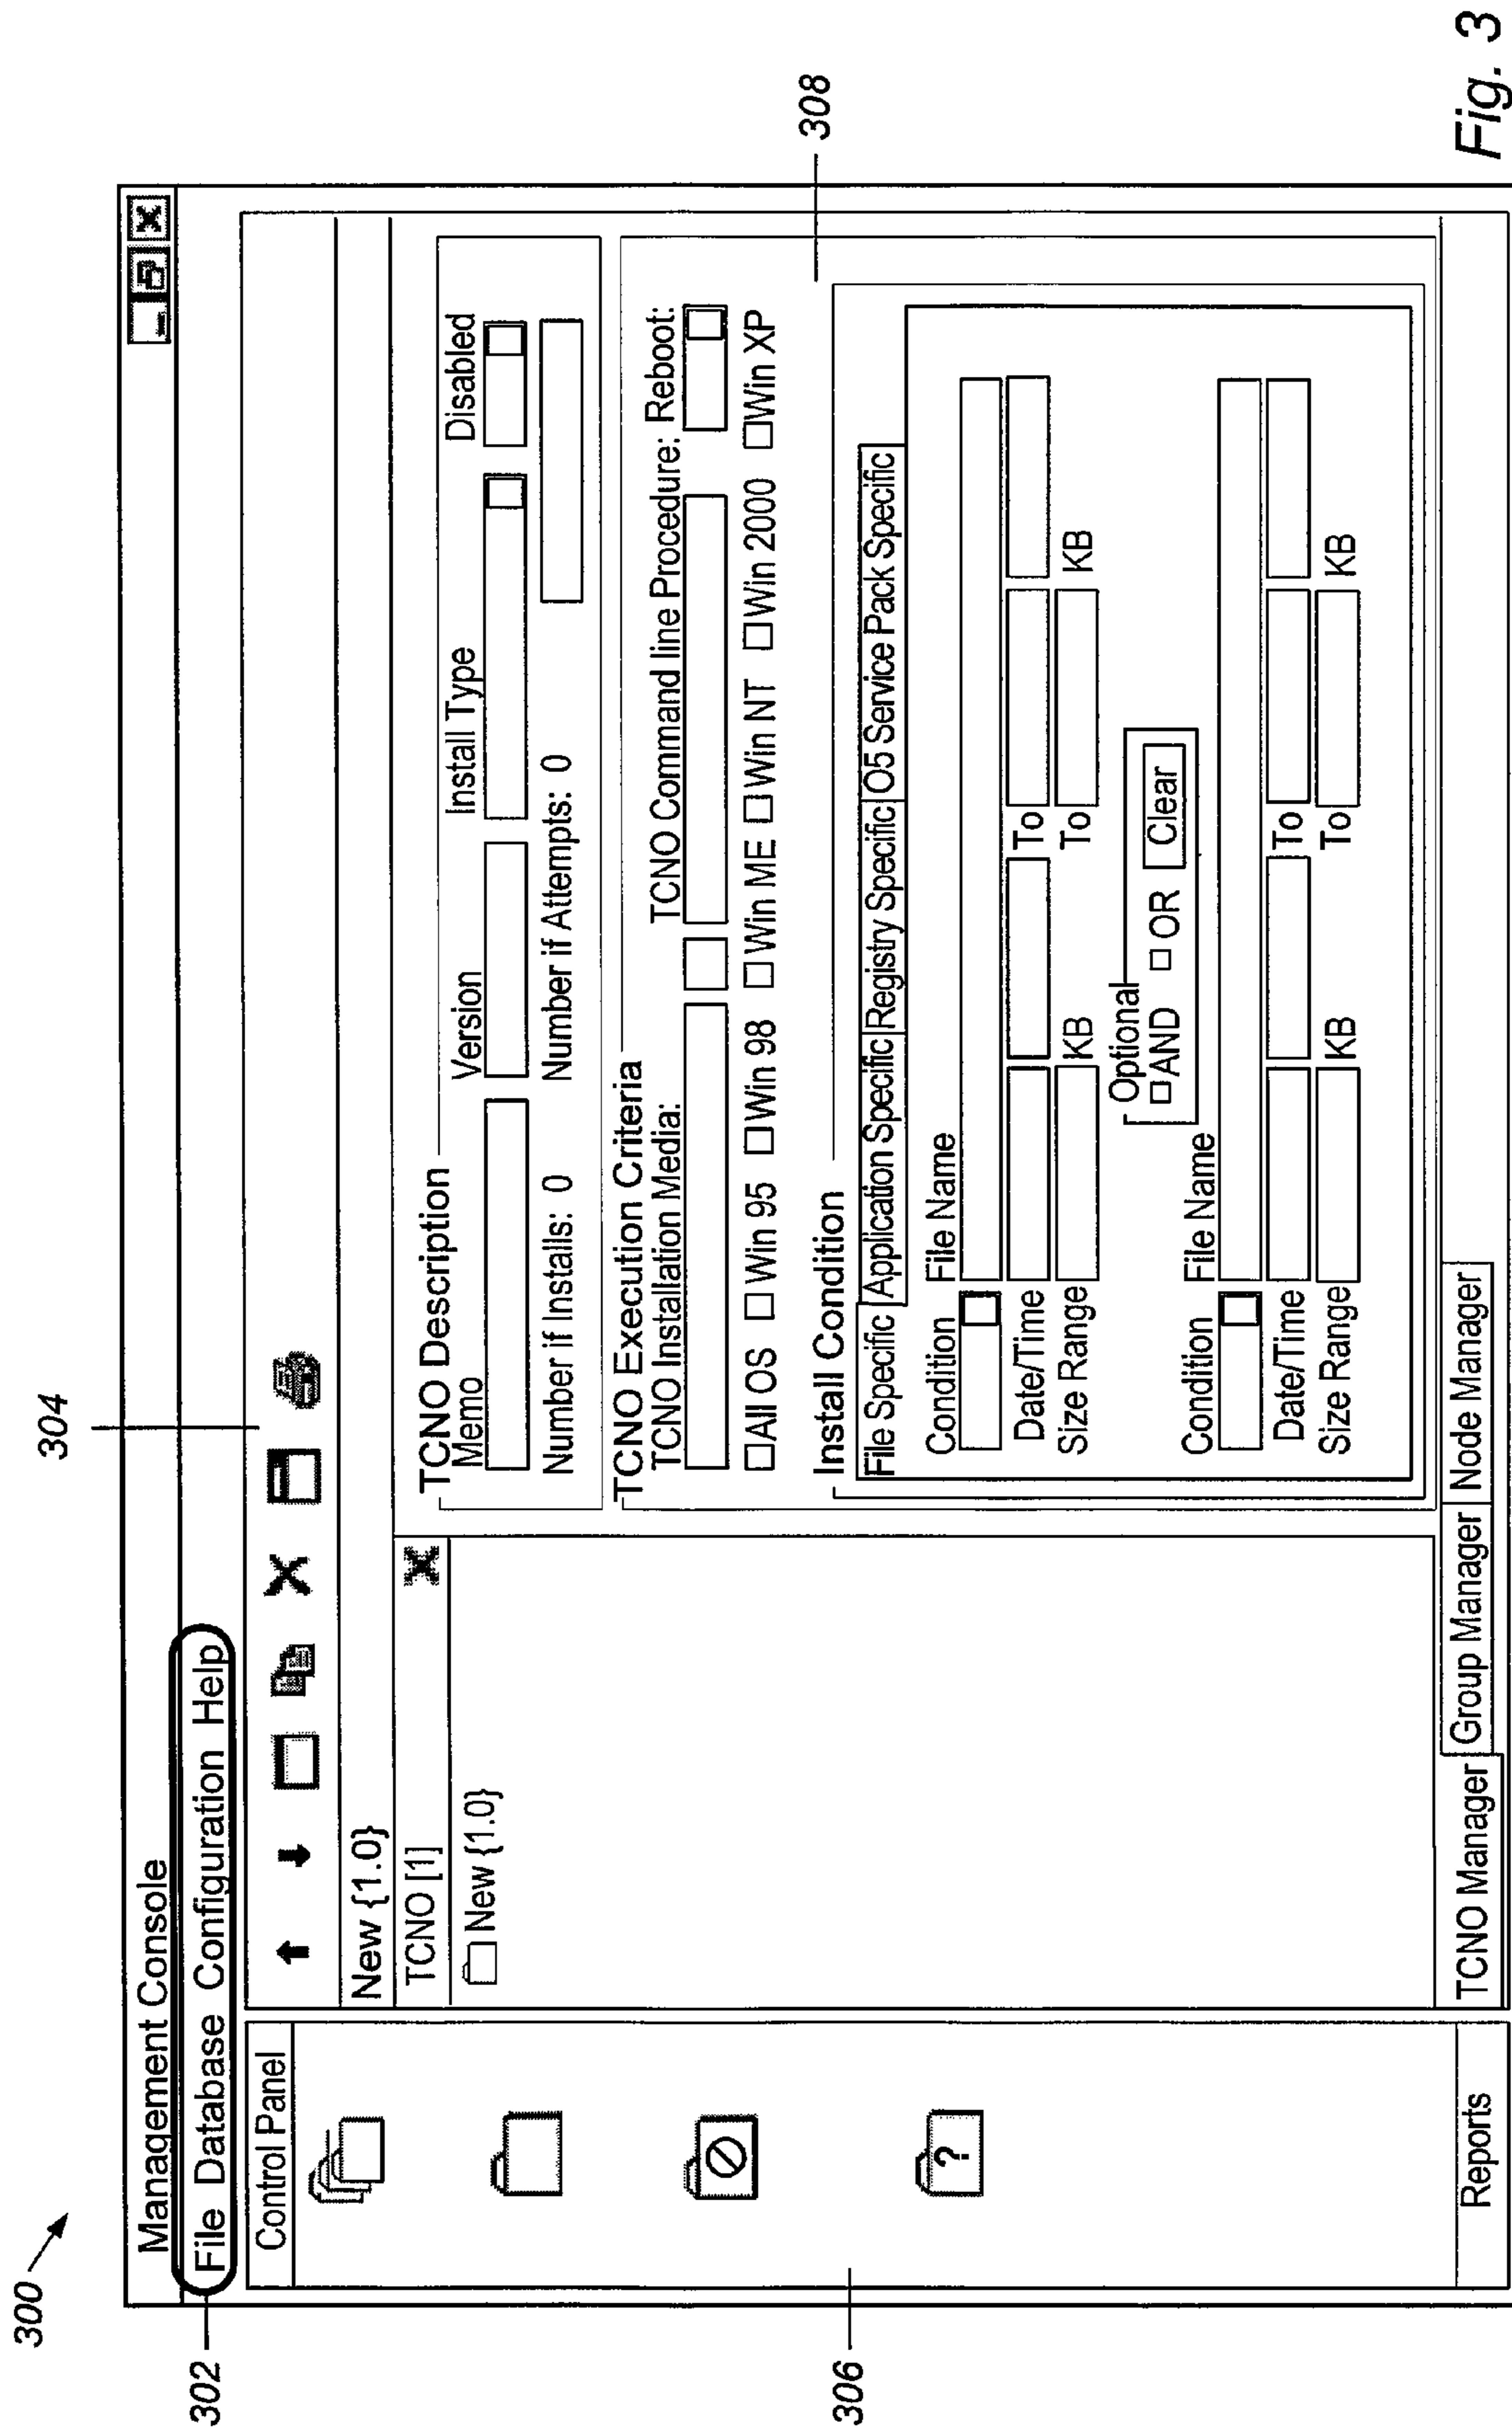 300
304
Management Console
302
File Database Configuration Help
Control Panel
New {1.0}
TCNO [1]
New {1.0}
TCNO Description
Memo
Version
Install Type
Disabled
Number if Installs: 0
Number if Attempts: 0
TCNO Execution Criteria
TCNO Installation Media:
TCNO Command line Procedure:
Reboot:
All OS
Win 95
Win 98
Win ME
Win NT
Win 2000
Win XP
308
Install Condition
File Specific
Application Specific
Registry Specific
O5 Service Pack Specific
306
Condition
File Name
Date/Time
To
Size Range
KB
To
KB
Optional
AND
OR
Clear
Condition
File Name
Date/Time
To
Size Range
KB
To
KB
Reports
TCNO Manager
Group Manager
Node Manager
Fig. 3
?